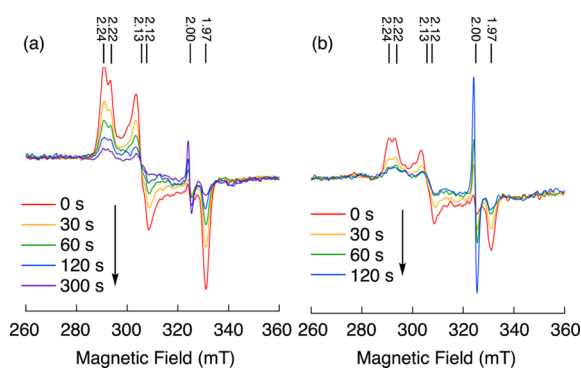 2.24
2.22
2.13
2.12
2.00
1.97
2.24
2.22
2.13
2.12
2.00
1.97
(a)
(b)
0 s
30 s
60 s
120 s
300 s
0 s
30 s
60 s
120 s
260 280 300 320 340 360
260 280 300 320 340 360
Magnetic Field (mT)
Magnetic Field (mT)